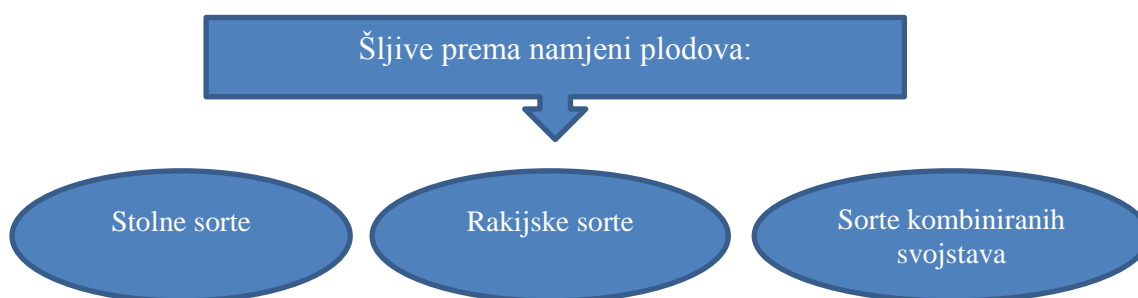 Šljive prema namjeni plodova:
Stolne sorte
Rakijske sorte
Sorte kombiniranih
svojstava